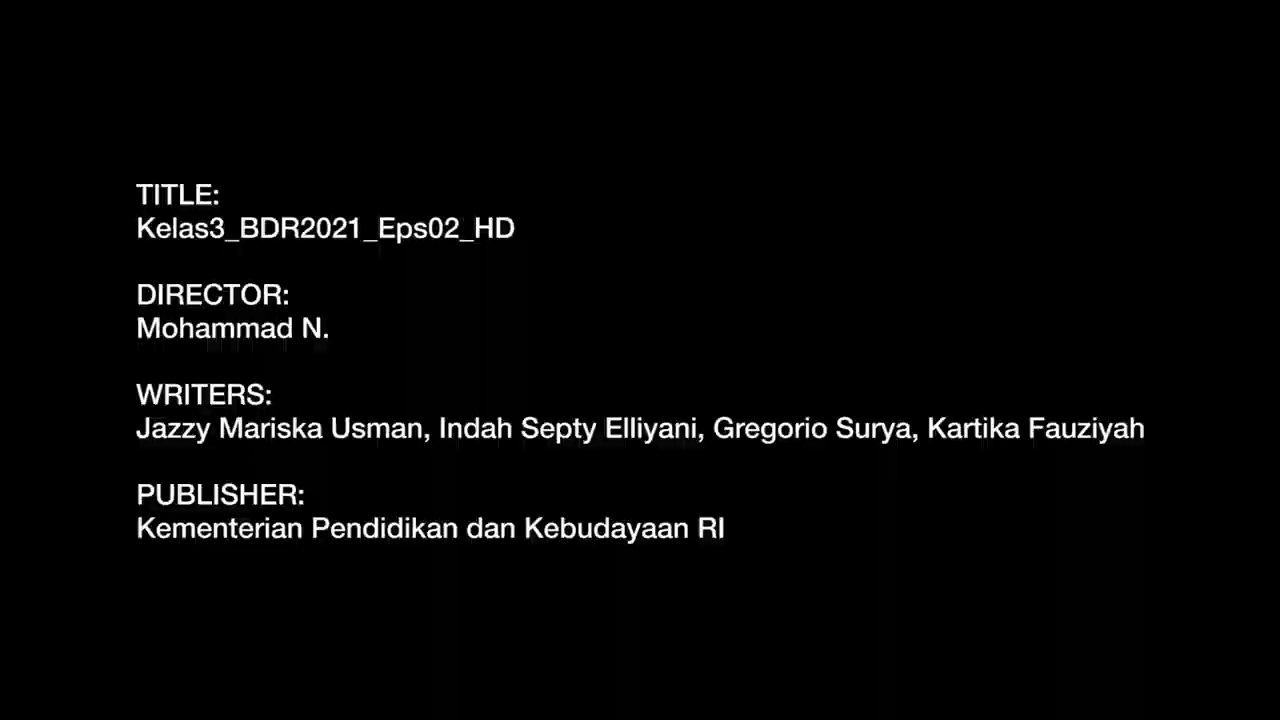 TITLE:
Kelas3_BDR2021_Eps02_HD
DIRECTOR:
Mohammad N.
WRITERS:
Jazzy Mariska Usman, Indah Septy Elliyani, Gregorio Surya, Kartika Fauziyah
PUBLISHER:
Kementerian Pendidikan dan Kebudayaan RI